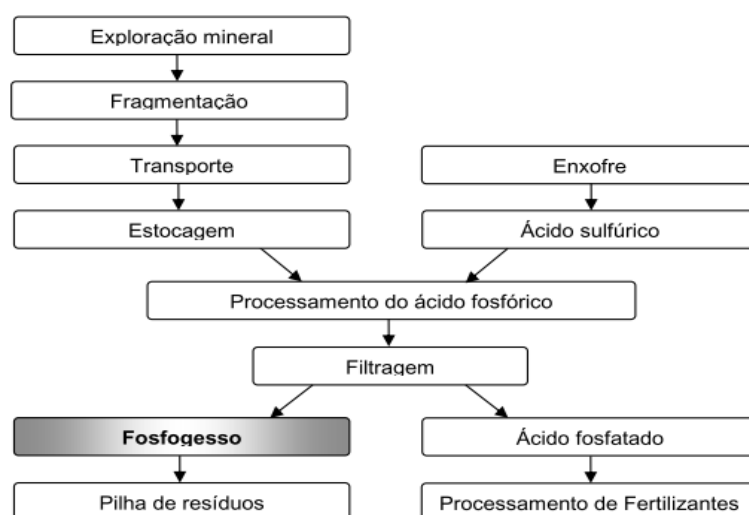 Exploração mineral
Fragmentação
Transporte
Enxofre
Estocagem
Ácido sulfúrico
Processamento do ácido fosfórico
Filtragem
Fosfogesso
Ácido fosfatado
Pilha de resíduos
Processamento de Fertilizantes